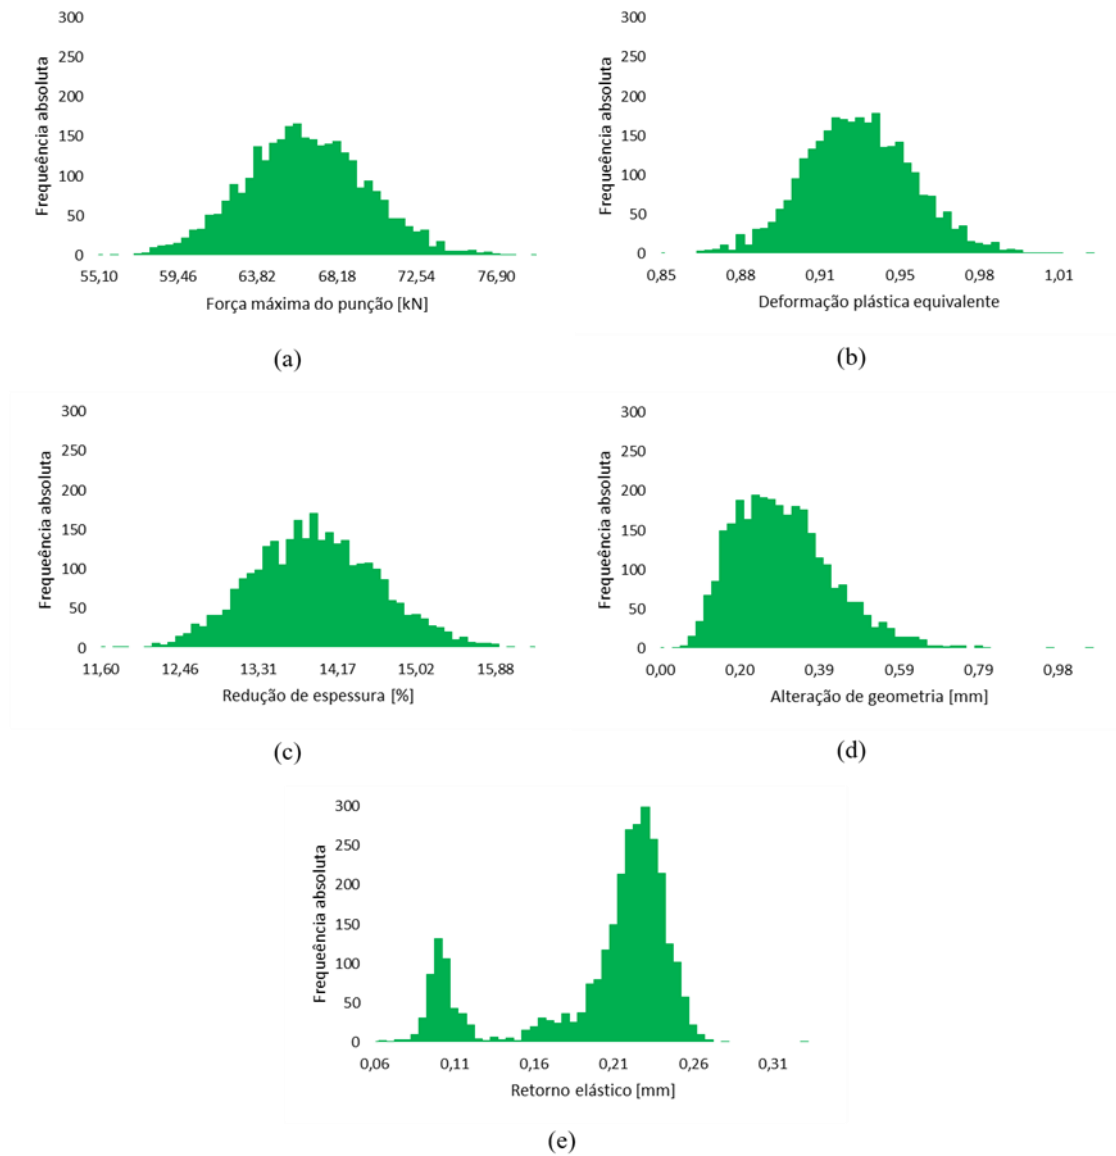 300
250
200
150
100
50
0
Frequeência absoluta
55,10 59,46 63,82 68,18 72,54 76,90
Força máxima do punção [kN]
(a)
300
250
200
150
100
50
0
Frequeência absoluta
0,85 0,88 0,91 0,95 0,98 1,01
Deformação plástica equivalente
(b)
300
250
200
150
100
50
0
Frequeência absoluta
11,60 12,46 13,31 14,17 15,02 15,88
Redução de espessura [%]
(c)
300
250
200
150
100
50
0
Frequeência absoluta
0,00 0,20 0,39 0,59 0,79 0,98
Alteração de geometria [mm]
(d)
300
250
200
150
100
50
0
Frequeência absoluta
0,06 0,11 0,16 0,21 0,26 0,31
Retorno elástico [mm]
(e)